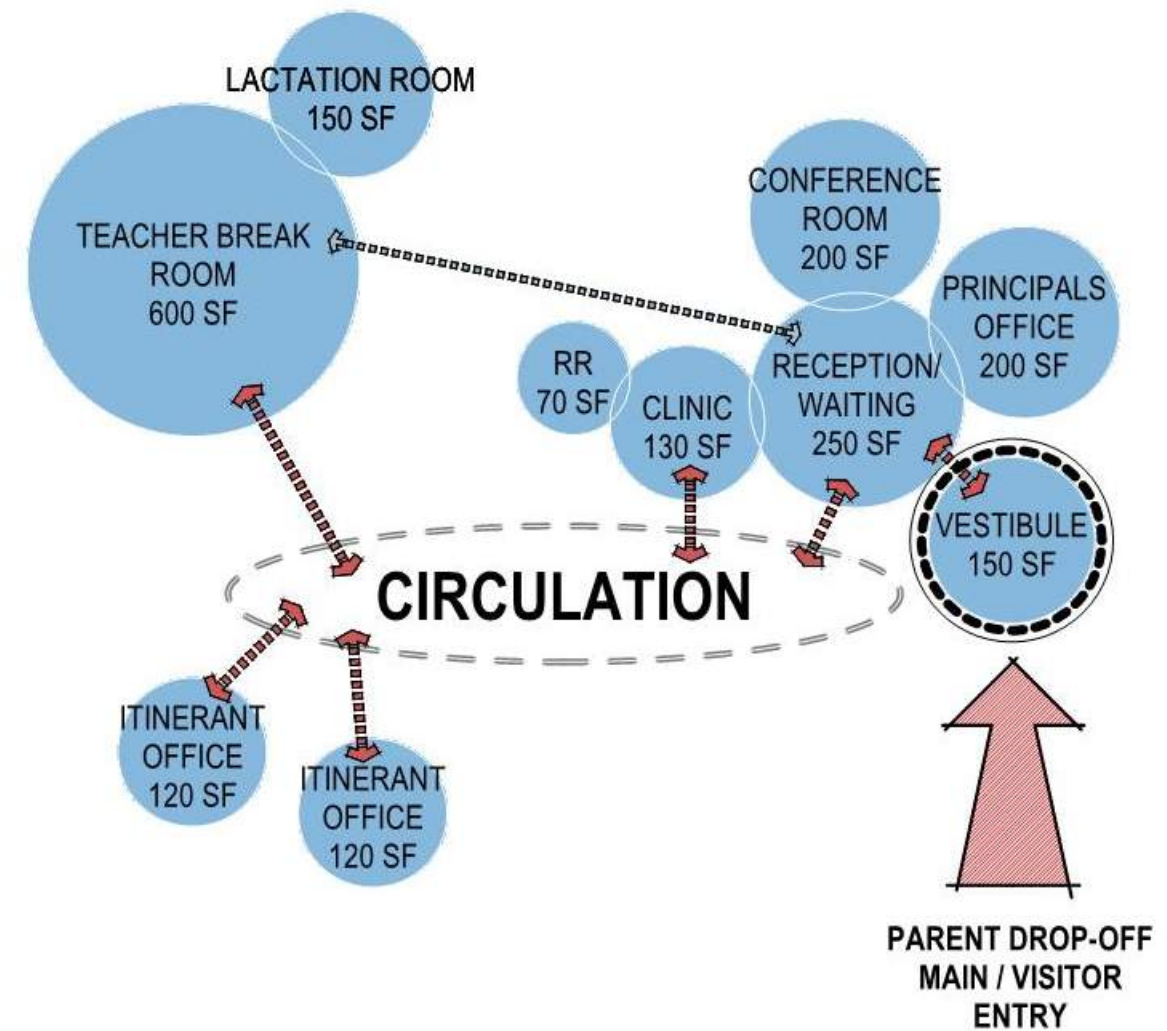 LACTATION ROOM
150 SF
TEACHER BREAK
ROOM
600 SF
CONFERENCE
ROOM
200 SF
PRINCIPALS
OFFICE
200 SF
RR
70 SF
CLINIC
130 SF
RECEPTION/
WAITING
250 SF
VESTIBULE
150 SF
CIRCULATION
ITINERANT
OFFICE
120 SF
ITINERANT
OFFICE
120 SF
PARENT DROP-OFF
MAIN / VISITOR
ENTRY